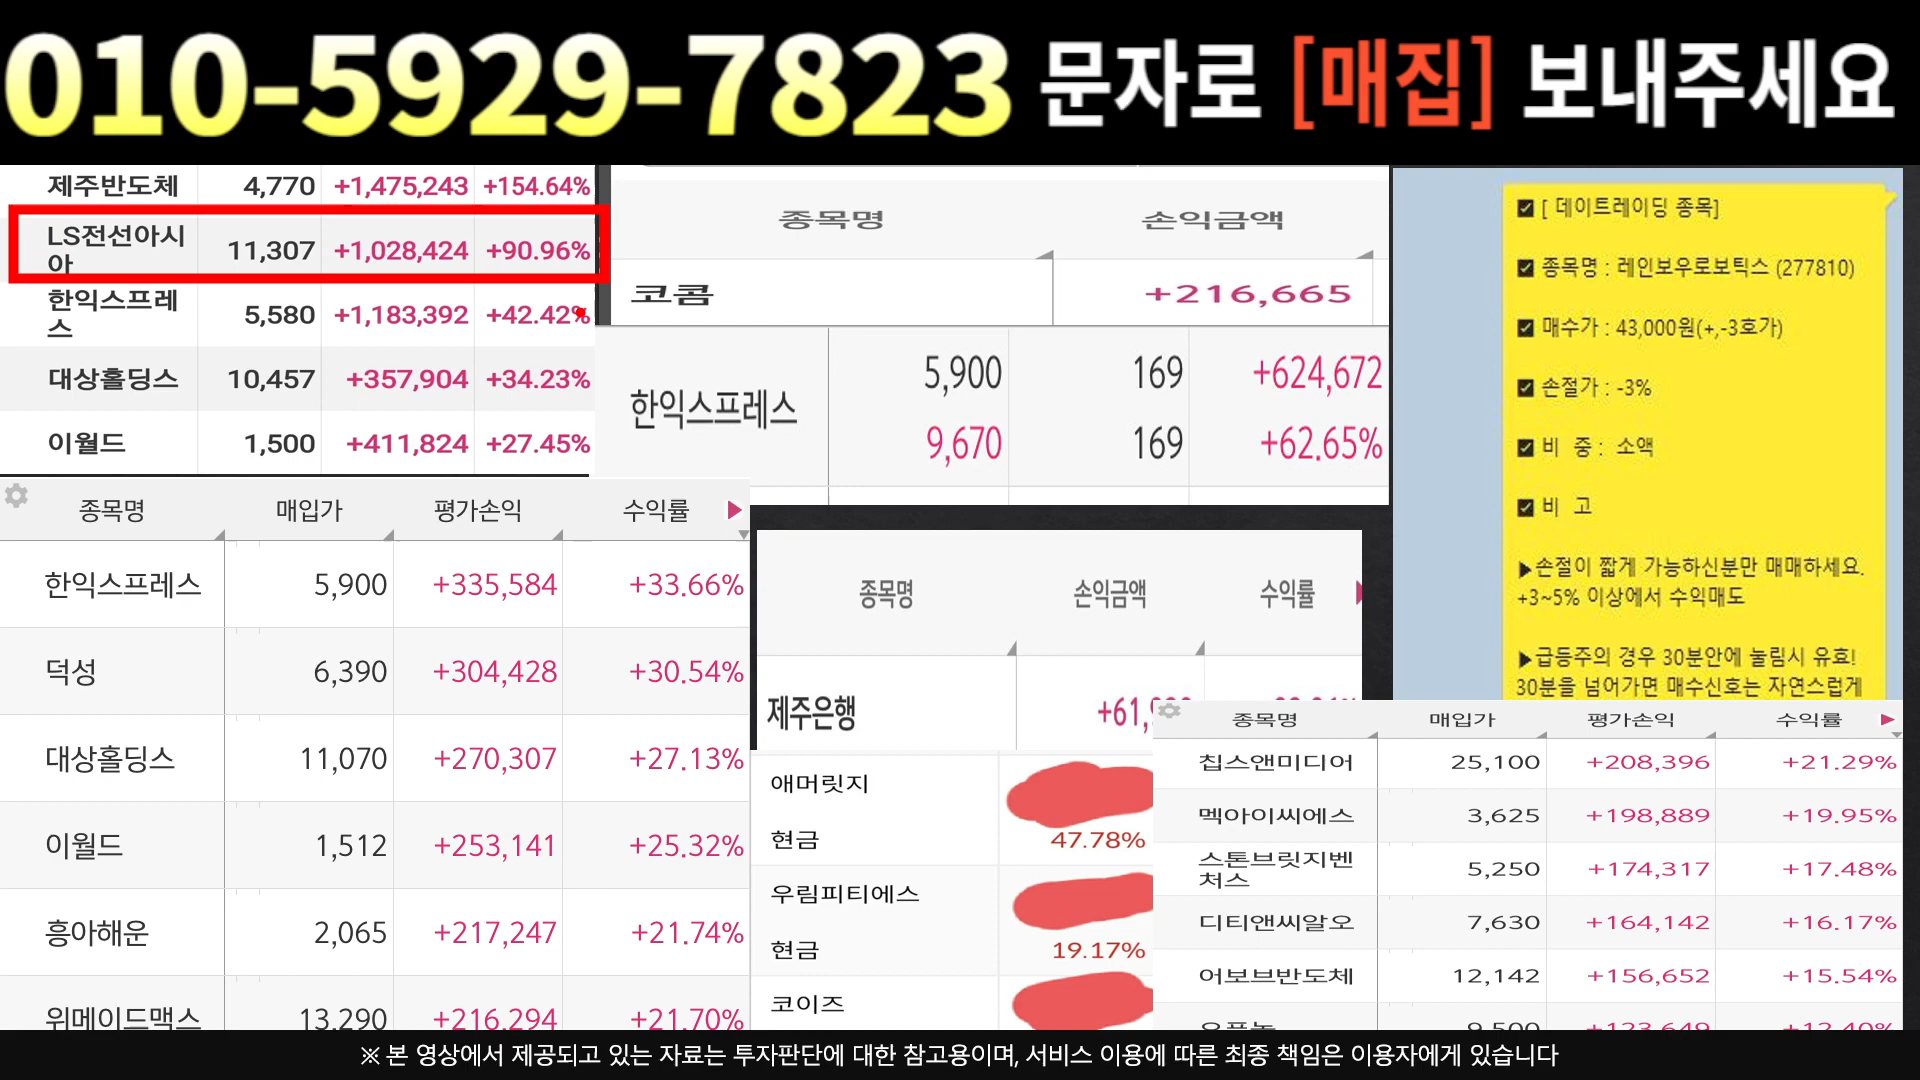 010-5929-7823 문자로 [매집] 보내주세요
제주반도체 4,770 +1,475,243 +154.64%
LS전선아시
아 11,307 +1,028,424 +90.96%
한익스프레
스 5,580 +1,183,392 +42.42%
대상홀딩스 10,457 +357,904 +34.23%
이월드 1,500 +411,824 +27.45%
종목명 손익금액
코콤 +216,665
한익스프레스
5,900 169 +624,672
9,670 169 +62.65%
[ 데이트레이딩 종목]
종목명 : 레인보우로보틱스 (277810)
매수가 : 43,000원(+,-3호가)
손절가 : -3%
비 중 : 소액
비 고
▶손절이 짧게 가능하신분만 매매하세요.
+3~5% 이상에서 수익매도
▶급등주의 경우 30분안에 눌림시 유효!
30분을 넘어가면 매수신호는 자연스럽게
종목명 매입가 평가손익 수익률
한익스프레스 5,900 +335,584 +33.66%
덕성 6,390 +304,428 +30.54%
대상홀딩스 11,070 +270,307 +27.13%
이월드 1,512 +253,141 +25.32%
흥아해운 2,065 +217,247 +21.74%
위메이드맥스 13,290 +216,294 +21.70%
종목명 손익금액 수익률
제주은행
애머릿지
현금 47.78%
우림피티에스
현금 19.17%
코이즈
종목명 매입가 평가손익 수익률
칩스앤미디어 25,100 +208,396 +21.29%
멕아이씨에스 3,625 +198,889 +19.95%
스톤브릿지벤
처스 5,250 +174,317 +17.48%
디티앤씨알오 7,630 +164,142 +16.17%
어보브반도체 12,142 +156,652 +15.54%
※ 본 영상에서 제공되고 있는 자료는 투자판단에 대한 참고용이며, 서비스 이용에 따른 최종 책임은 이용자에게 있습니다